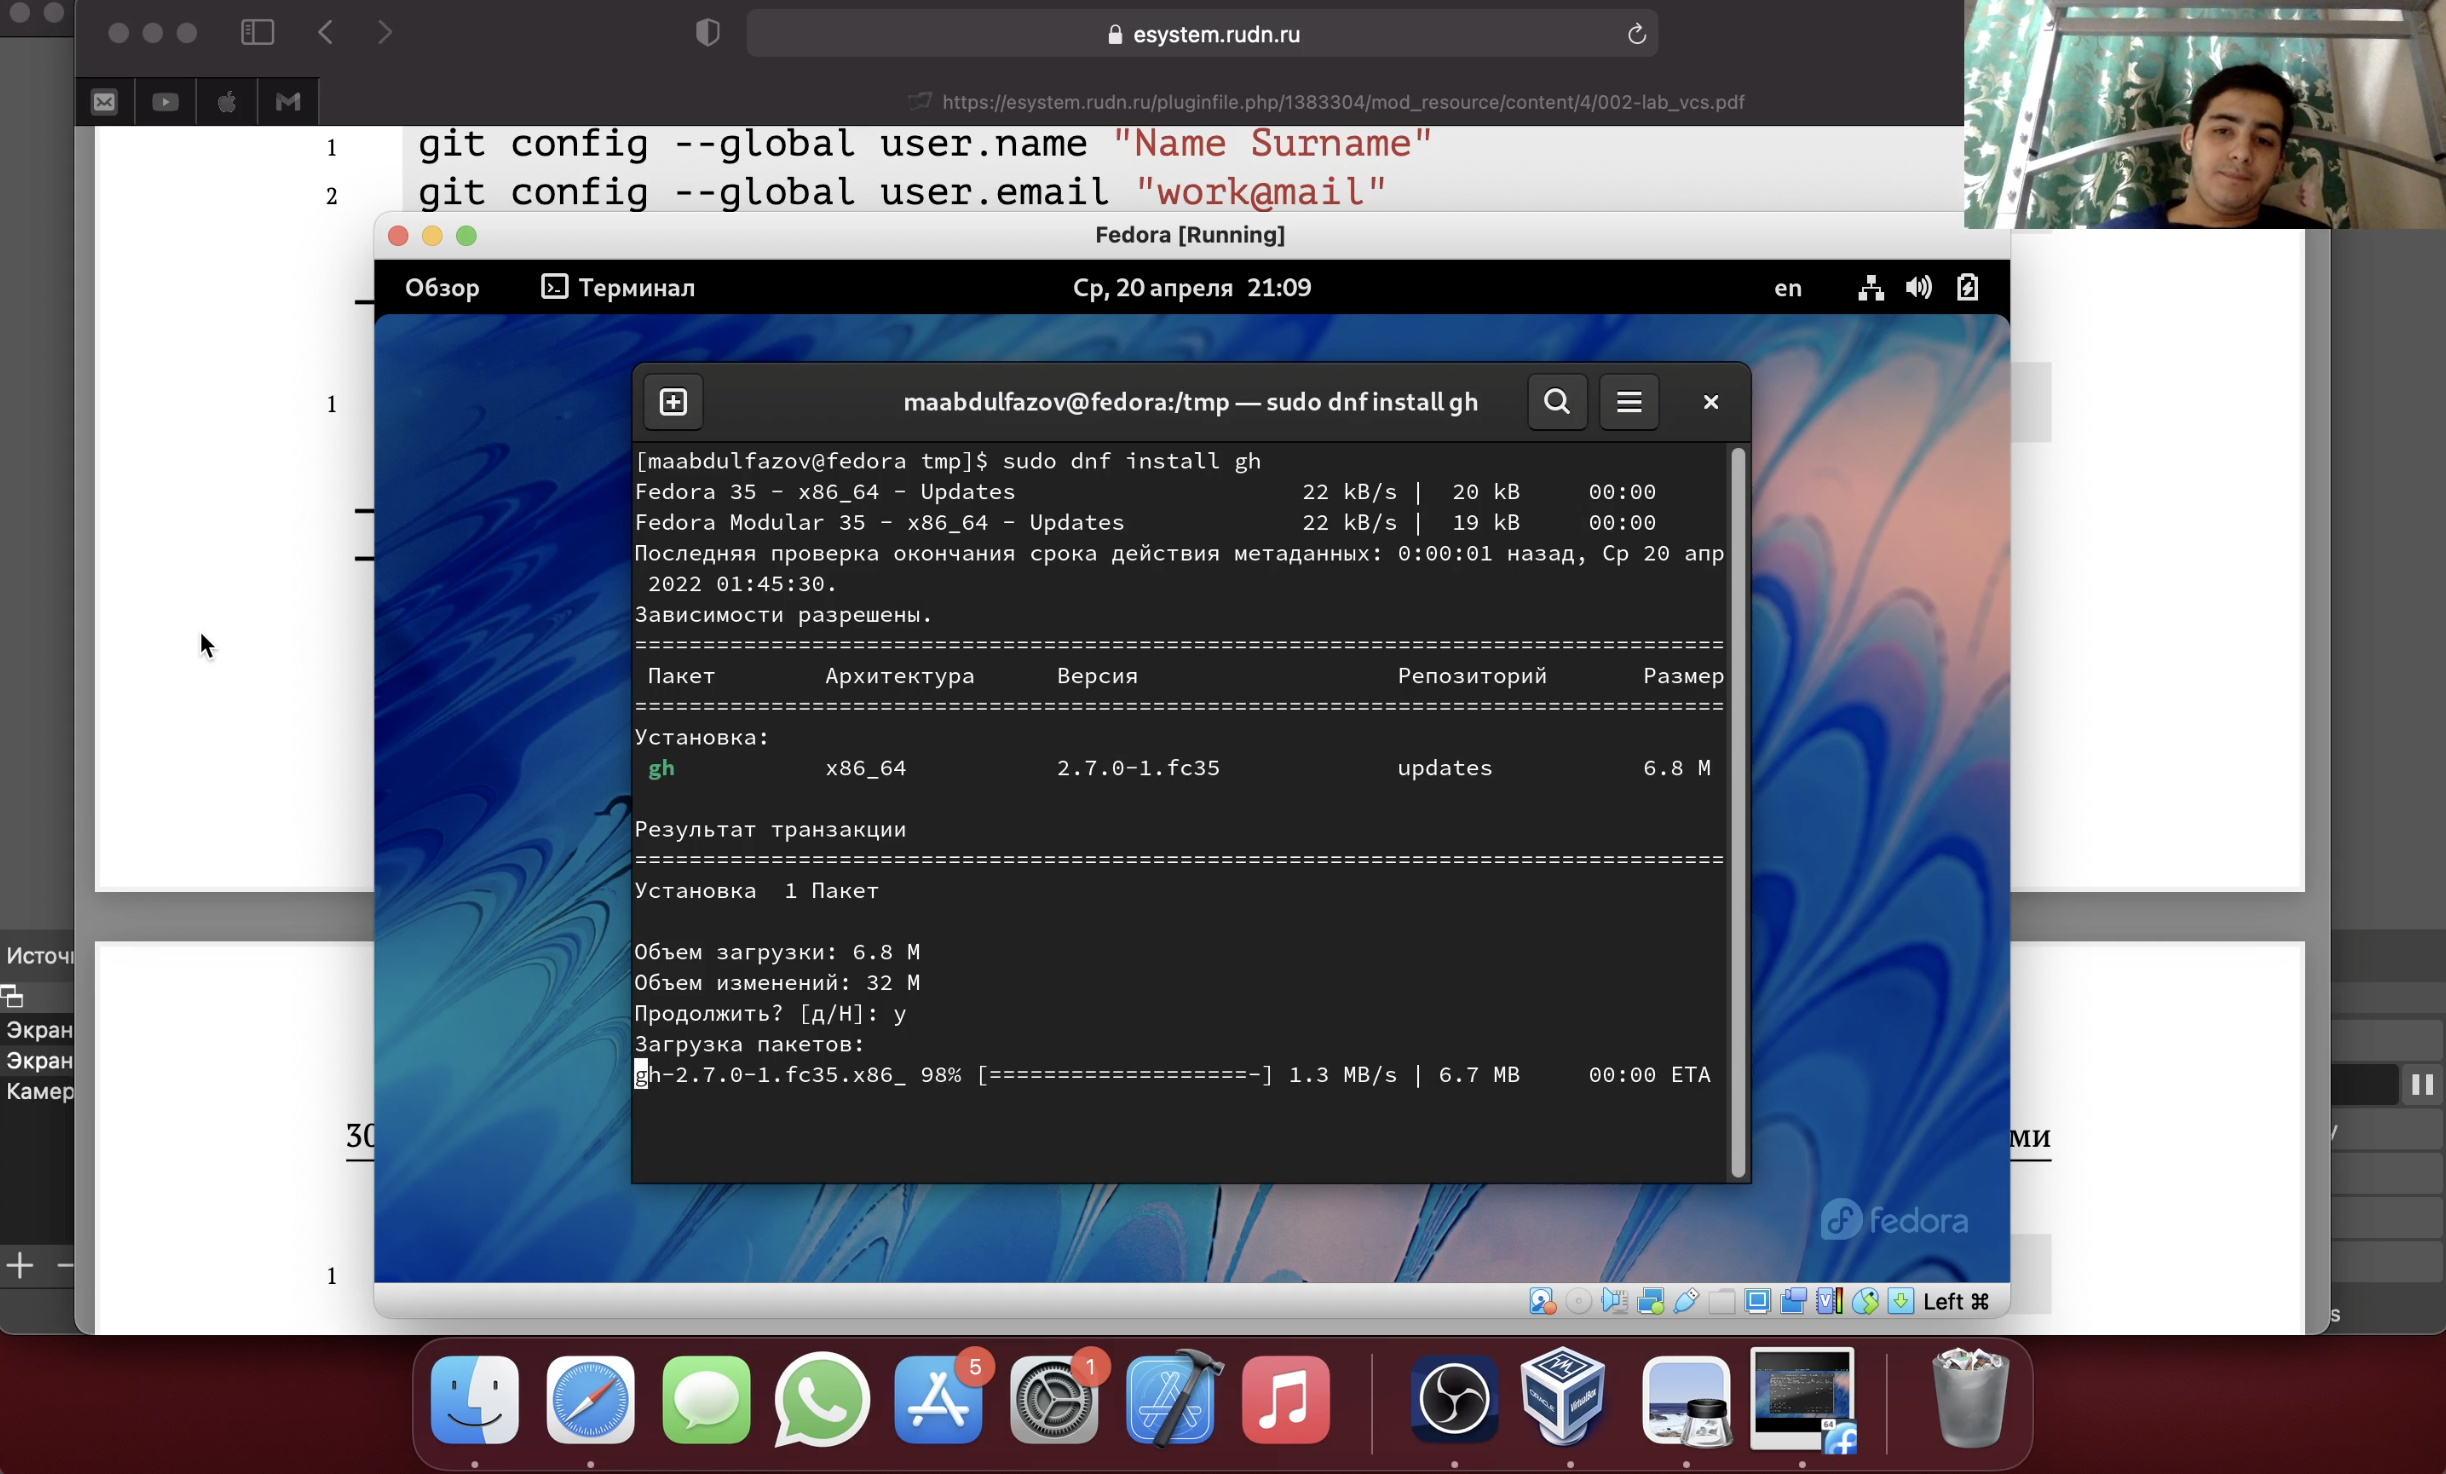 esystem.rudn.ru
https://esystem.rudn.ru/pluginfile.php/1383304/mod_resource/content/4/002-lab_vcs.pdf
1 git config --global user.name "Name Surname"
2 git config --global user.email "work@mail"
Fedora [Running]
Обзор Терминал Ср, 20 апреля 21:09 en
1
maabdulfazov@fedora:/tmp — sudo dnf install gh
[maabdulfazov@fedora tmp]$ sudo dnf install gh
Fedora 35 - x86_64 - Updates 22 kB/s | 20 kB 00:00
Fedora Modular 35 - x86_64 - Updates 22 kB/s | 19 kB 00:00
Последняя проверка окончания срока действия метаданных: 0:00:01 назад, Ср 20 апр
2022 01:45:30.
Зависимости разрешены.
================================================================================
Пакет Архитектура Версия Репозиторий Размер
================================================================================
Установка:
gh x86_64 2.7.0-1.fc35 updates 6.8 M
Результат транзакции
================================================================================
Установка 1 Пакет
Объем загрузки: 6.8 M
Объем изменений: 32 M
Продолжить? [д/Н]: y
Загрузка пакетов:
gh-2.7.0-1.fc35.x86_ 98% [===================-] 1.3 MB/s | 6.7 MB 00:00 ETA
Источ
Экран
Экран
Камер
30
ми
fedora
1
Left ⌘
s
5
1